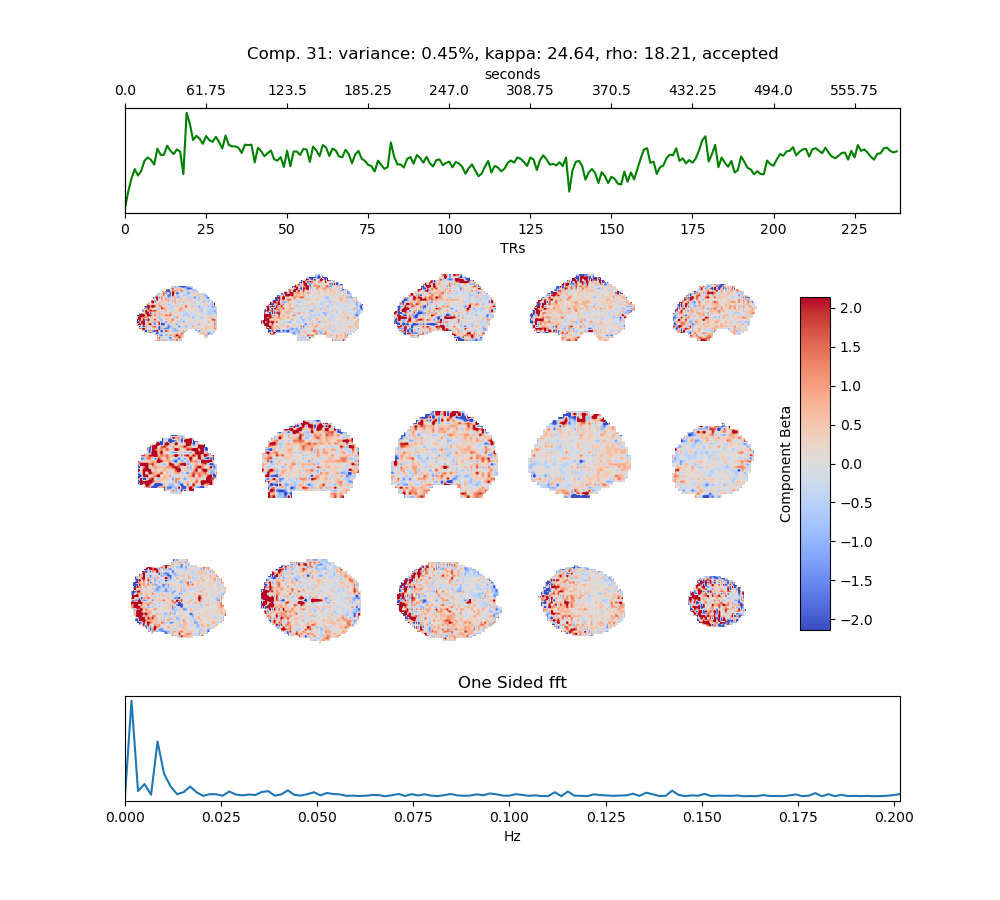 Comp. 31: variance: 0.45%, kappa: 24.64, rho: 18.21, accepted
seconds
0.0 61.75 123.5 185.25 247.0 308.75 370.5 432.25 494.0 555.75
0 25 50 75 100 125 150 175 200 225
TRs
2.0
1.5
1.0
0.5
0.0
−0.5
−1.0
−1.5
−2.0
Component Beta
One Sided fft
0.000 0.025 0.050 0.075 0.100 0.125 0.150 0.175 0.200
Hz